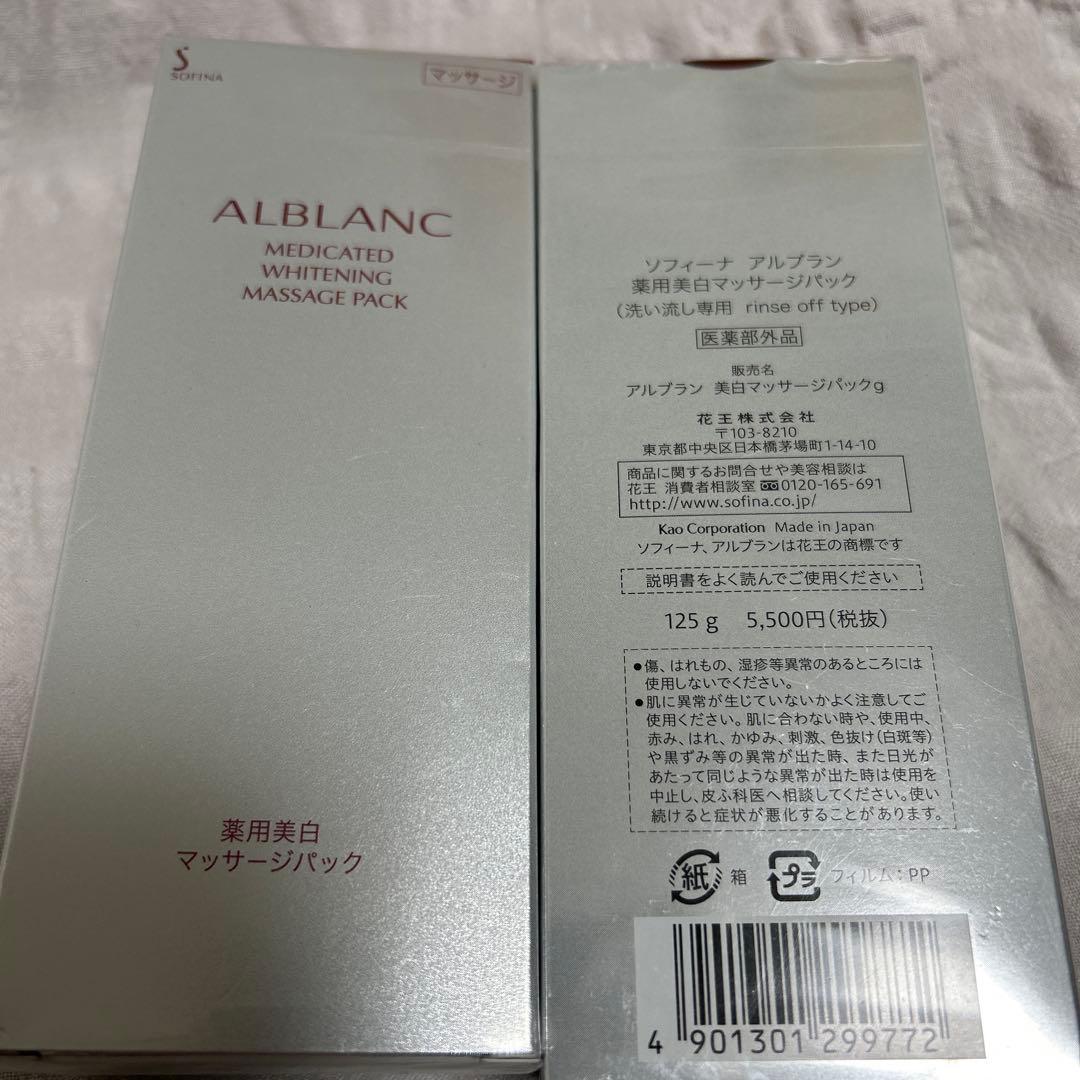 SOFINA
マッサージ
ALBLANC
MEDICATED
WHITENING
MASSAGE PACK
薬用美白
マッサージパック
ソフィーナ アルブラン
薬用美白マッサージパック
(洗い流し専用 rinse off type)
医薬部外品
販売名
アルブラン 美白マッサージパックg
花王株式会社
〒103-8210
東京都中央区日本橋茅場町1-14-10
商品に関するお問合せや美容相談は
花王 消費者相談室 0120-165-691
http://www.sofina.co.jp/
Kao Corporation Made in Japan
ソフィーナ、アルブランは花王の商標です
説明書をよく読んでご使用ください
125 g 5,500円(税抜)
●傷、はれもの、湿疹等異常のあるところには
使用しないでください。
●肌に異常が生じていないかよく注意してご
使用ください。肌に合わない時や、使用中、
赤み、はれ、かゆみ、刺激、色抜け(白斑等)
や黒ずみ等の異常が出た時、また日光が
あたって同じような異常が出た時は使用を
中止し、皮ふ科医へ相談してください。使い
続けると症状が悪化することがあります。
紙 箱 プラ フィルム:PP
4 901301 299772